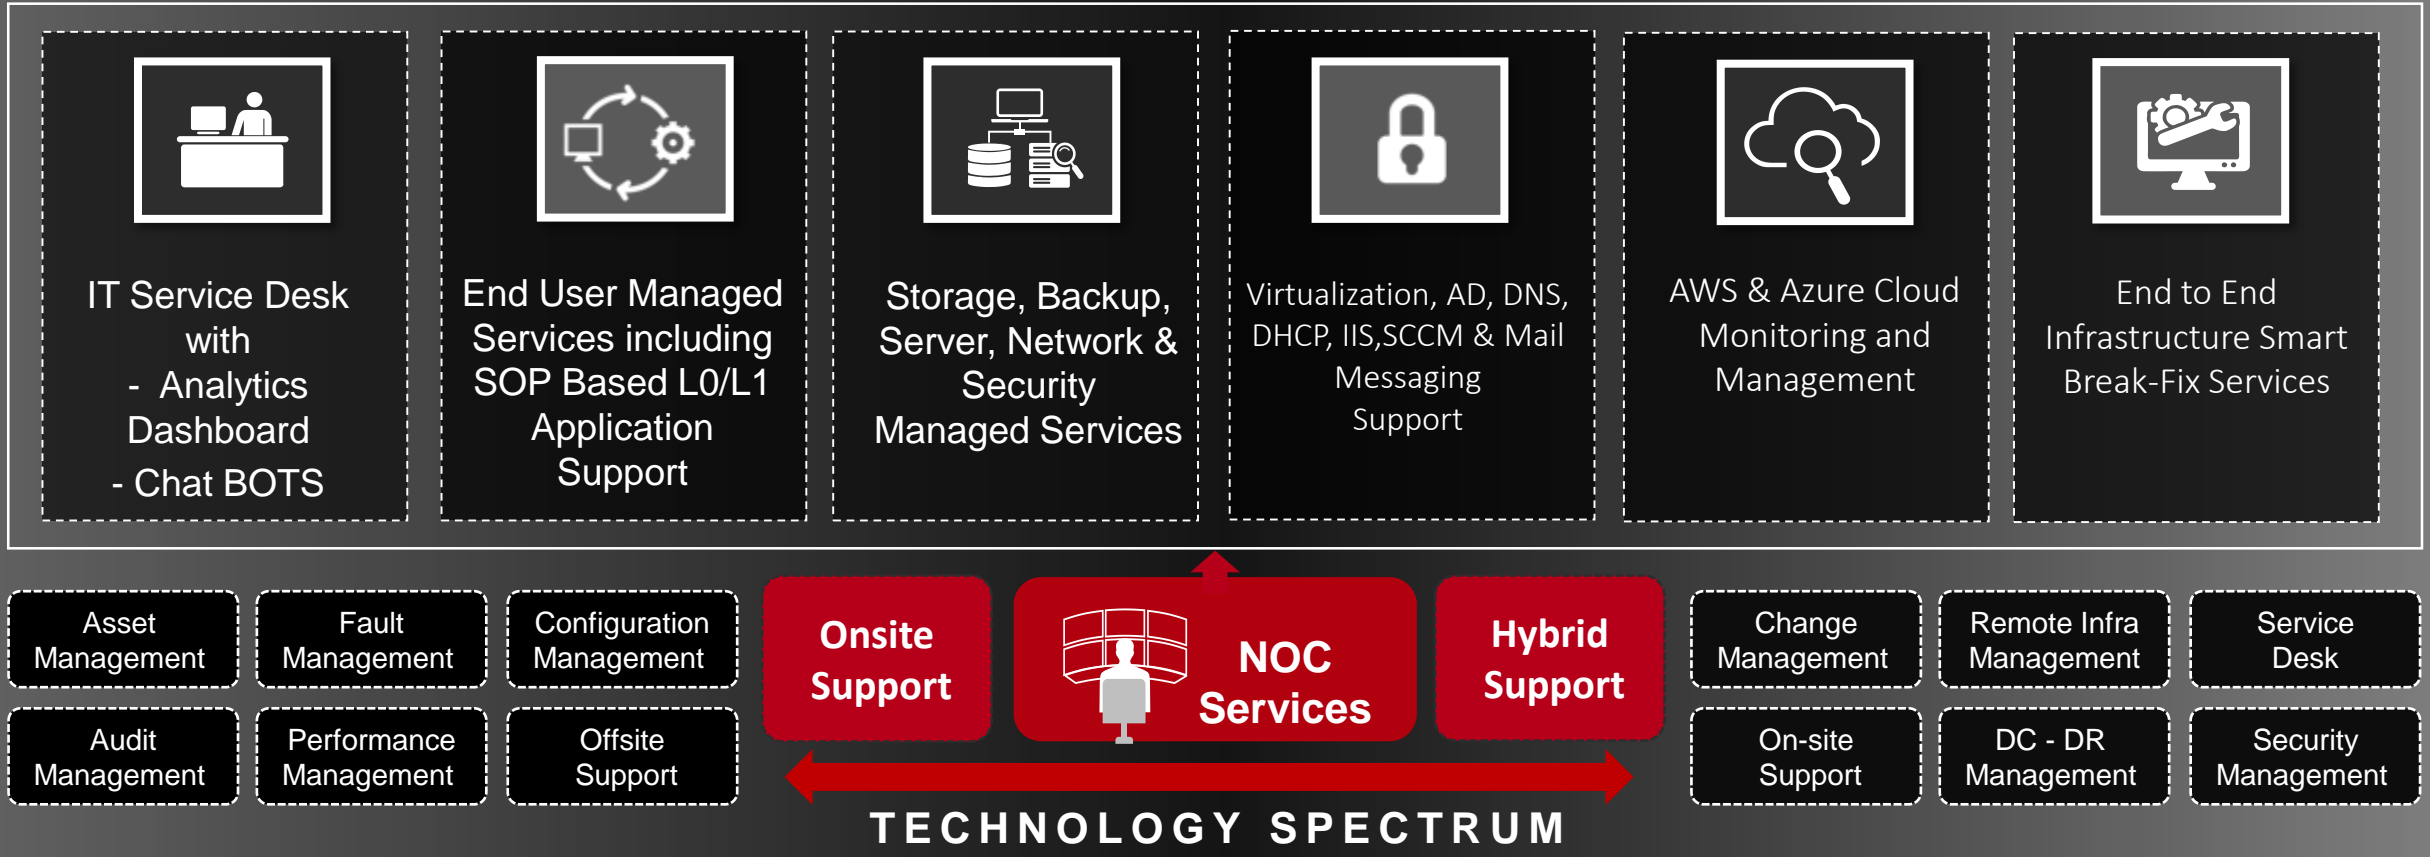 IT Service Desk
with
- Analytics
Dashboard
- Chat BOTS
End User Managed
Services including
SOP Based L0/L1
Application
Support
Storage, Backup,
Server, Network &
Security
Managed Services
Virtualization, AD, DNS,
DHCP, IIS,SCCM & Mail
Messaging
Support
AWS & Azure Cloud
Monitoring and
Management
End to End
Infrastructure Smart
Break-Fix Services
Asset
Management
Fault
Management
Configuration
Management
Audit
Management
Performance
Management
Offsite
Support
Onsite
Support
NOC
Services
Hybrid
Support
Change
Management
Remote Infra
Management
Service
Desk
On-site
Support
DC - DR
Management
Security
Management
TECHNOLOGY SPECTRUM